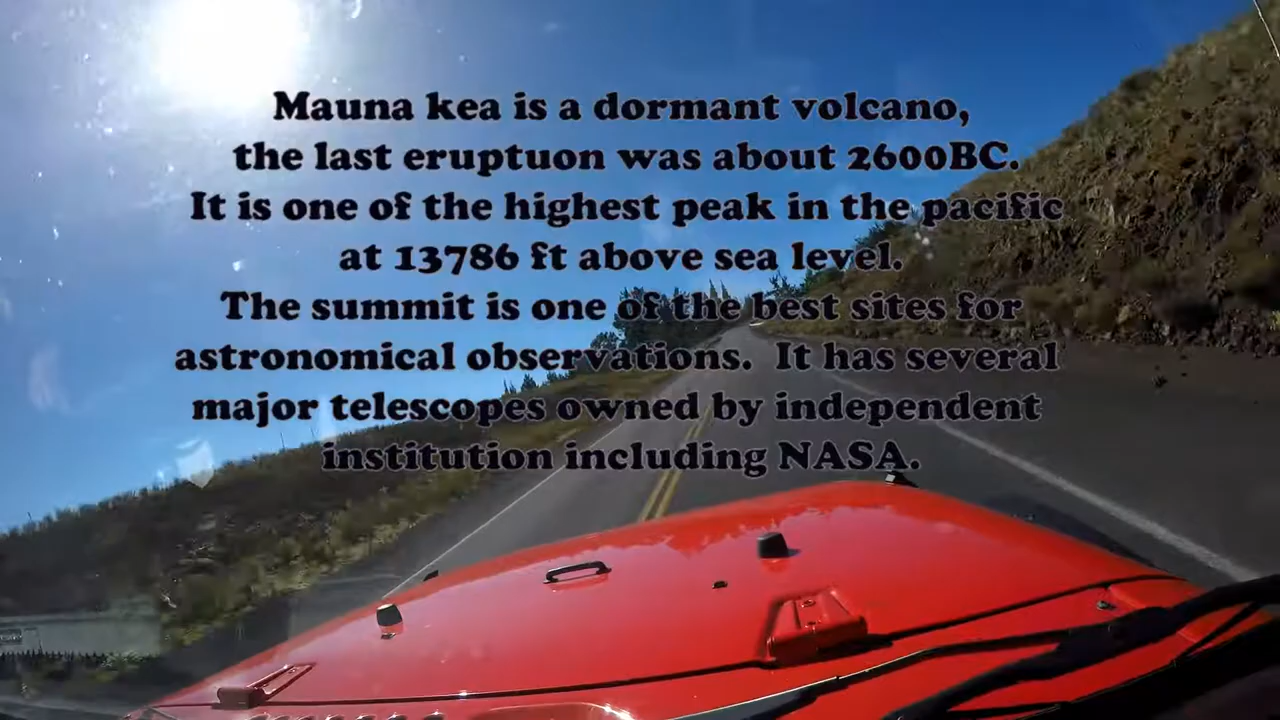 Mauna kea is a dormant volcano,
the last eruptuon was about 2600BC.
It is one of the highest peak in the pacific
at 13786 ft above sea level.
The summit is one of the best sites for
astronomical observations.  It has several
major telescopes owned by independent
institution including NASA.